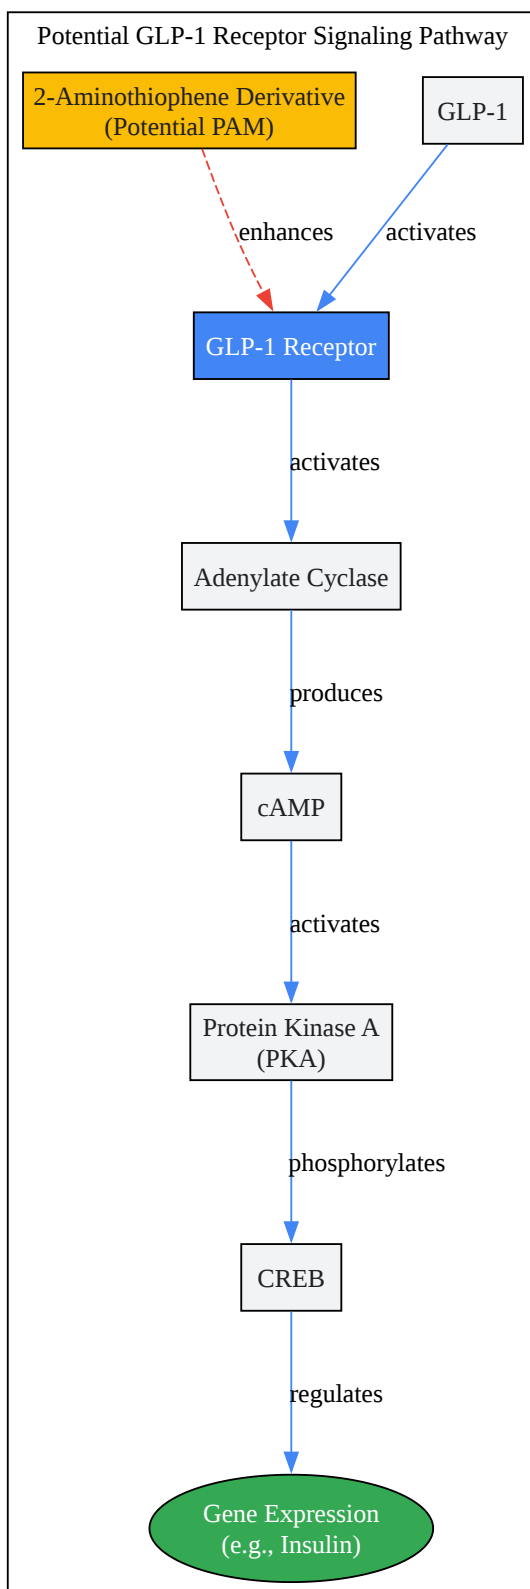 Potential GLP-1 Receptor Signaling Pathway
2-Aminothiophene Derivative
(Potential PAM)
GLP-1
enhances
activates
GLP-1 Receptor
activates
Adenylate Cyclase
produces
cAMP
activates
Protein Kinase A
(PKA)
phosphorylates
CREB
regulates
Gene Expression
(e.g., Insulin)